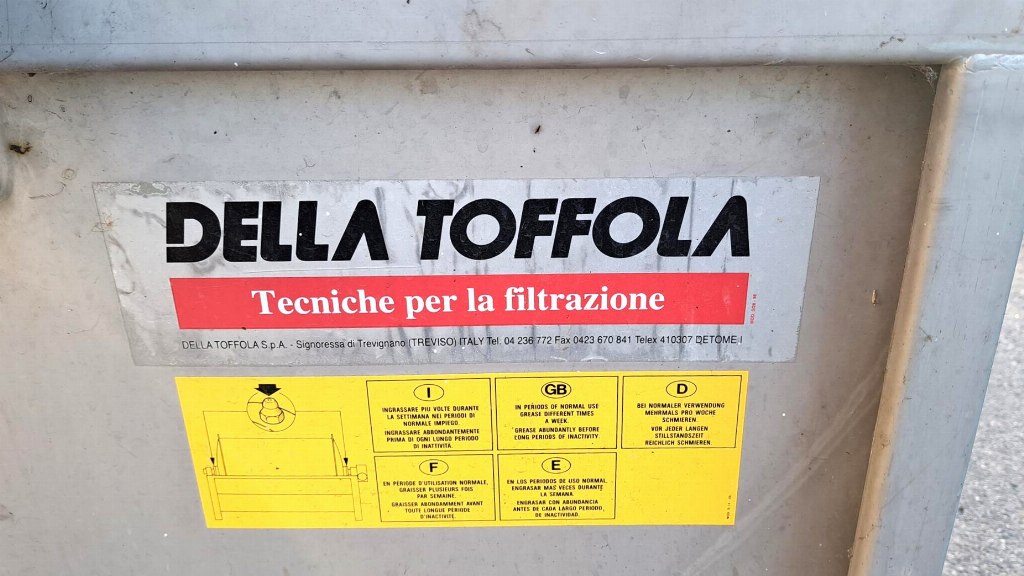 DELLA TOFFOLA
Tecniche per la filtrazione
DELLA TOFFOLA S.p.A. - Signoressa di Trevignano (TREVISO) ITALY Tel. 04 236 772 Fax 0423 670 841 Telex 410307 DETOME I
I
INGRASSARE PIU VOLTE DURANTE
LA SETTIMANA NEI PERIODI DI
NORMALE IMPIEGO.
INGRASSARE ABBONDANTEMENTE
PRIMA DI OGNI LUNGO PERIODO
DI INATTIVITÀ
GB
IN PERIODS OF NORMAL USE
GREASE DIFFERENT TIMES
A WEEK.
GREASE ABUNDANTLY BEFORE
LONG PERIODS OF INACTIVITY.
D
BEI NORMALER VERWENDUNG
MEHRMALS PRO WOCHE
SCHMIEREN.
VOR JEDER LANGEN
STILLSTANDSZEIT
REICHLICH SCHMIEREN.
F
EN PERIODE D'UTILISATION NORMALE,
GRAISSER PLUSIEURS FOIS
PAR SEMAINE.
GRAISSER ABONDAMMENT AVANT
TOUTE LONGUE PERIODE
D'INACTIVITÉ.
E
EN LOS PERIODOS DE USO NORMAL,
ENGRASAR MAS VECES DURANTE
LA SEMANA.
ENGRASAR CON ABUNDANCIA
ANTES DE CADA LARGO PERIODO,
DE INACTIVIDAD.